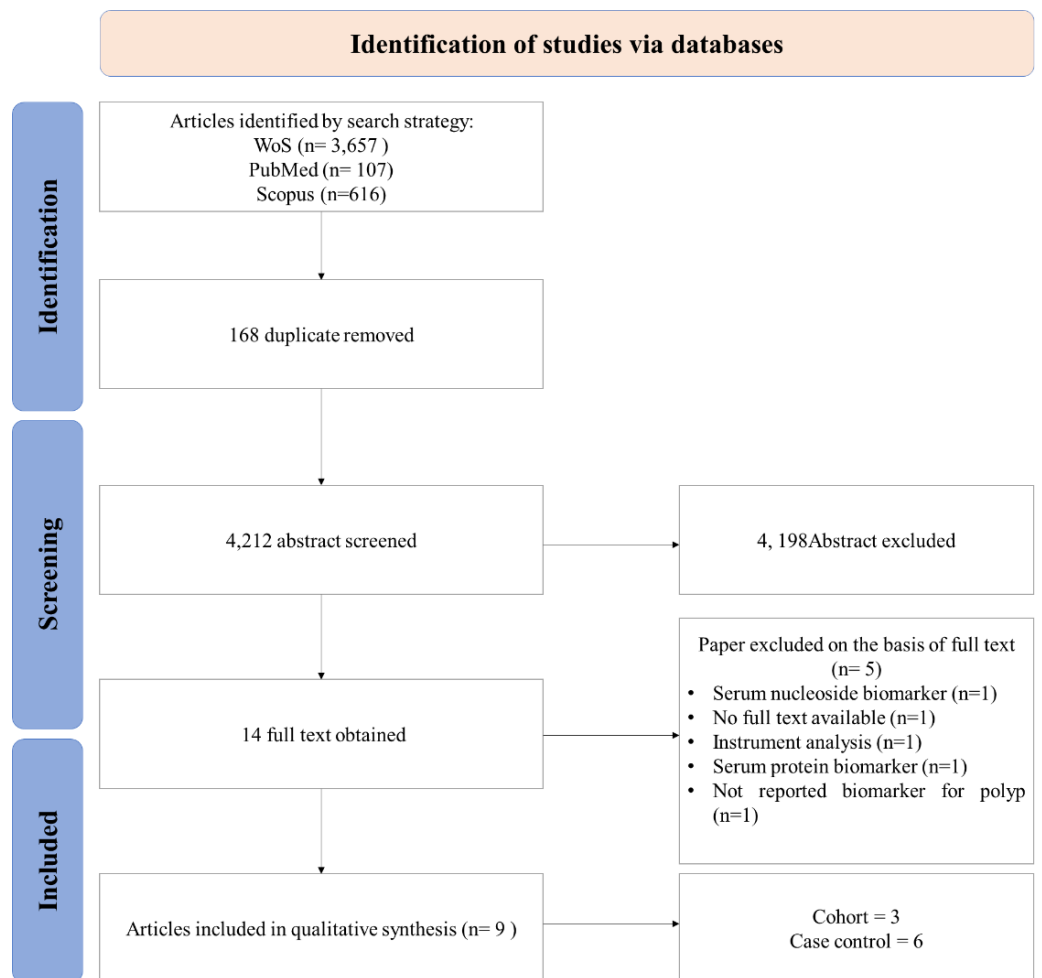 Identification of studies via databases
Identification
Articles identified by search strategy:
WoS (n= 3,657 )
PubMed (n= 107)
Scopus (n=616)
168 duplicate removed
Screening
4,212 abstract screened
4, 198Abstract excluded
14 full text obtained
Paper excluded on the basis of full text
(n= 5)
• Serum nucleoside biomarker (n=1)
• No full text available (n=1)
• Instrument analysis (n=1)
• Serum protein biomarker (n=1)
• Not reported biomarker for polyp
(n=1)
Included
Articles included in qualitative synthesis (n= 9 )
Cohort = 3
Case control = 6